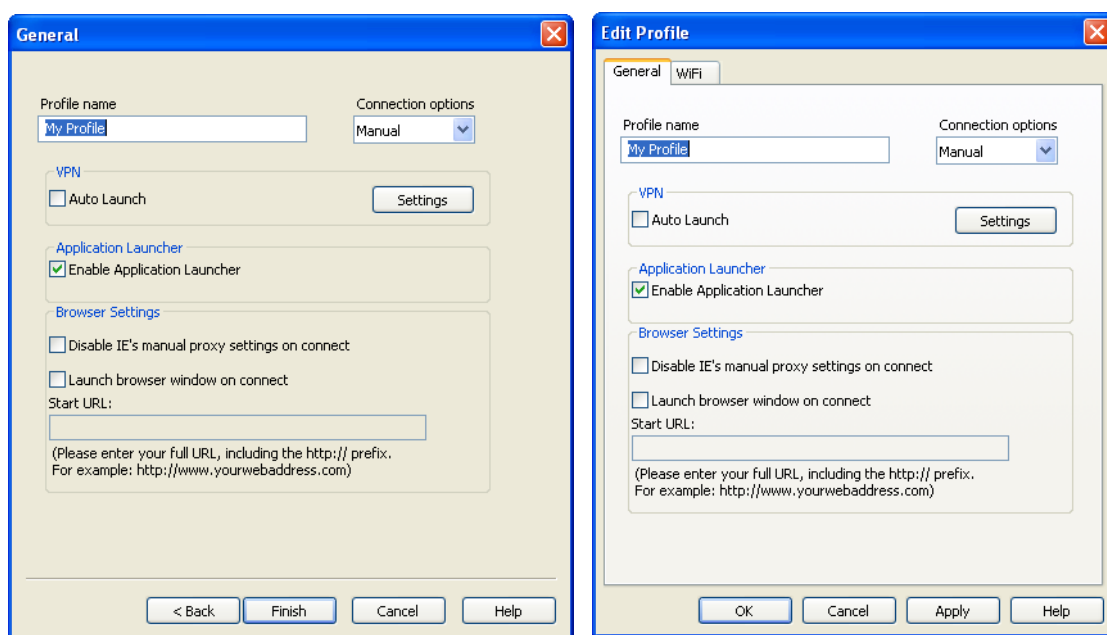 General
Profile name
Connection options
My Profile
Manual
VPN
Auto Launch
Settings
Application Launcher
Enable Application Launcher
Browser Settings
Disable IE's manual proxy settings on connect
Launch browser window on connect
Start URL:
(Please enter your full URL, including the http:// prefix.
For example: http://www.yourwebaddress.com)
< Back
Finish
Cancel
Help
Edit Profile
General
WiFi
Profile name
Connection options
My Profile
Manual
VPN
Auto Launch
Settings
Application Launcher
Enable Application Launcher
Browser Settings
Disable IE's manual proxy settings on connect
Launch browser window on connect
Start URL:
(Please enter your full URL, including the http:// prefix.
For example: http://www.yourwebaddress.com)
OK
Cancel
Apply
Help